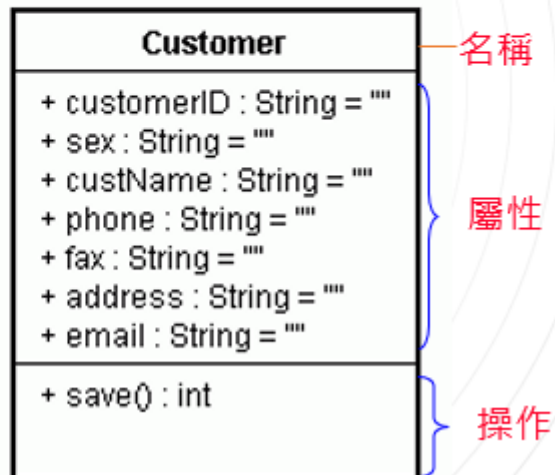 Customer
名稱
+ customerID : String = ""
+ sex : String = ""
+ custName : String = ""
+ phone : String = ""
+ fax : String = ""
+ address : String = ""
+ email : String = ""
屬性
+ save() : int
操作